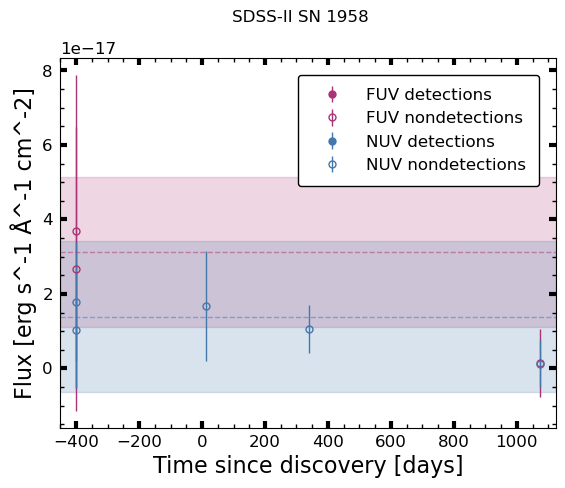 SDSS-II SN 1958
1e−17
8
6
4
2
0
Flux [erg s^-1 Å^-1 cm^-2]
FUV detections
FUV nondetections
NUV detections
NUV nondetections
−400 −200 0 200 400 600 800 1000
Time since discovery [days]